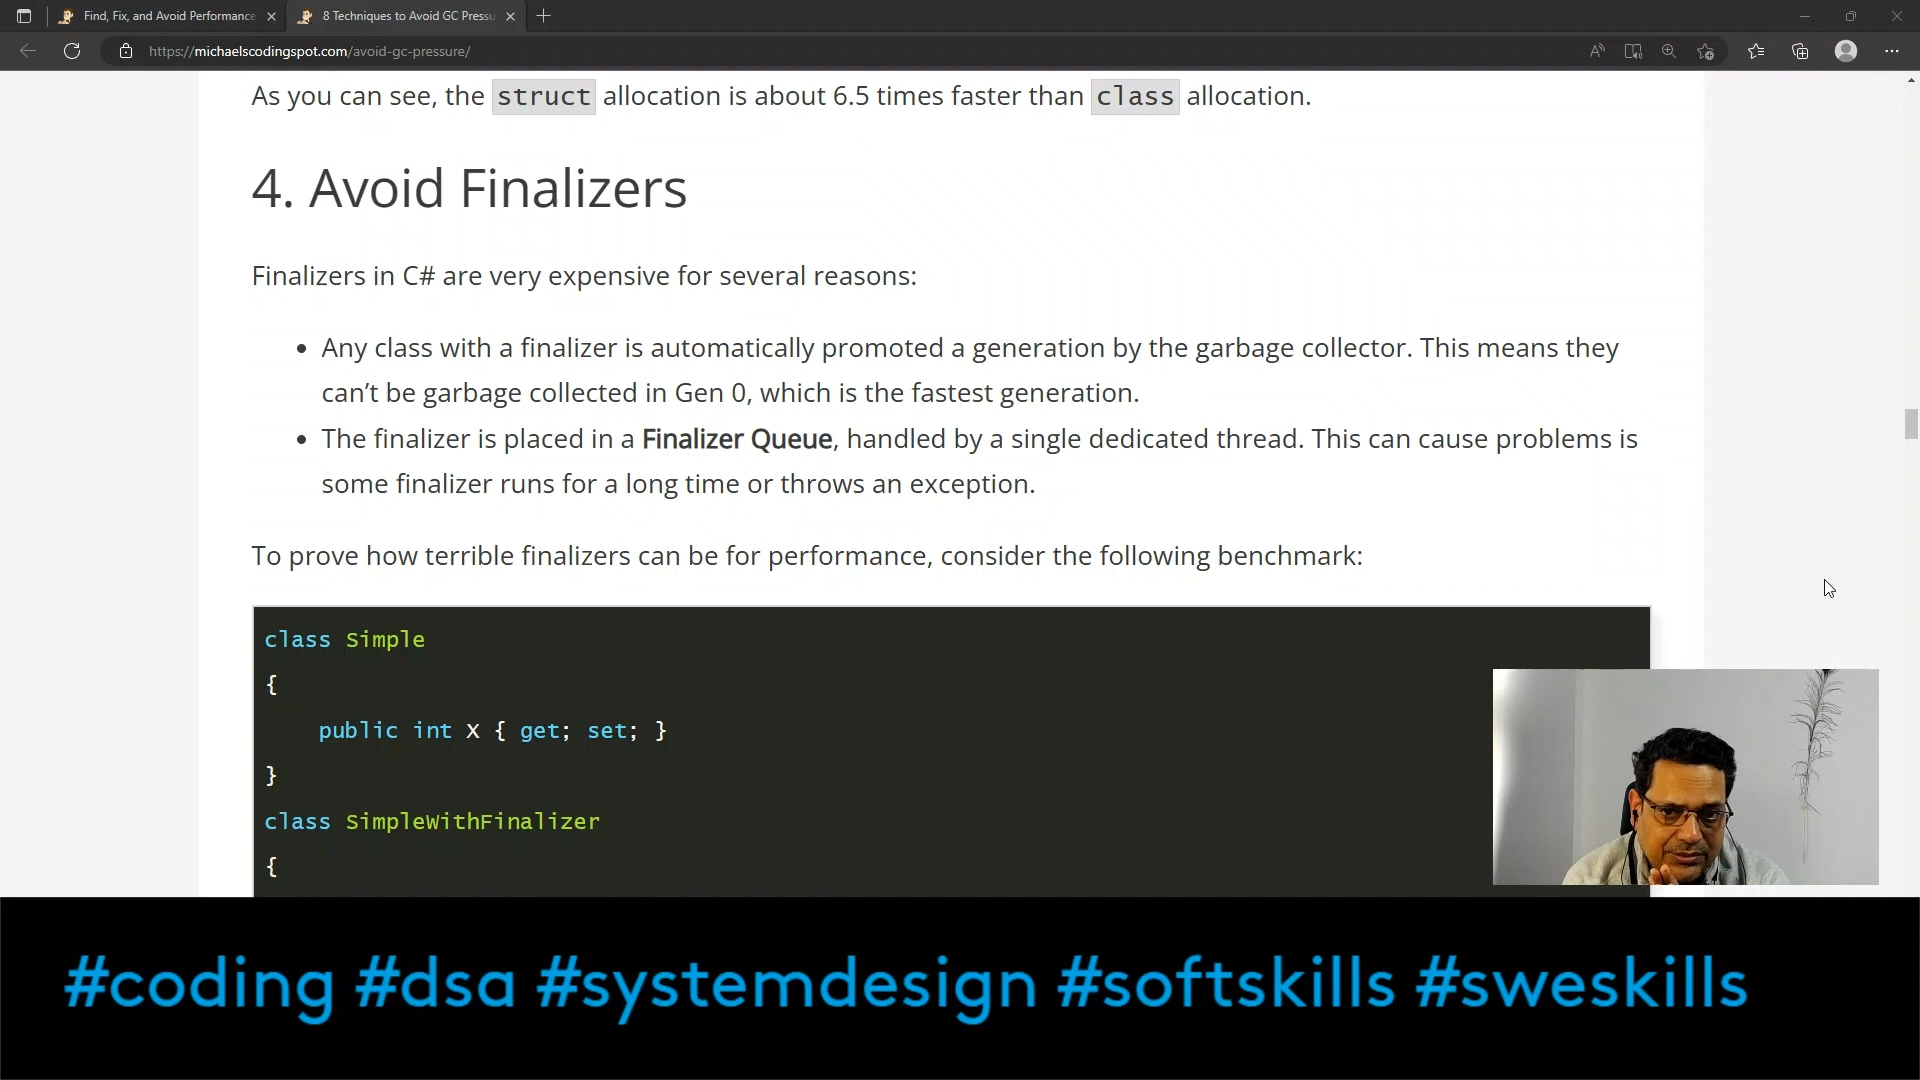 Find, Fix, and Avoid Performance
8 Techniques to Avoid GC Pressu
https://michaelscodingspot.com/avoid-gc-pressure/
As you can see, the struct allocation is about 6.5 times faster than class allocation.
4. Avoid Finalizers
Finalizers in C# are very expensive for several reasons:
• Any class with a finalizer is automatically promoted a generation by the garbage collector. This means they
can’t be garbage collected in Gen 0, which is the fastest generation.
• The finalizer is placed in a Finalizer Queue, handled by a single dedicated thread. This can cause problems is
some finalizer runs for a long time or throws an exception.
To prove how terrible finalizers can be for performance, consider the following benchmark:
class Simple
{
public int X { get; set; }
}
class SimpleWithFinalizer
{
#coding #dsa #systemdesign #softskills #sweskills